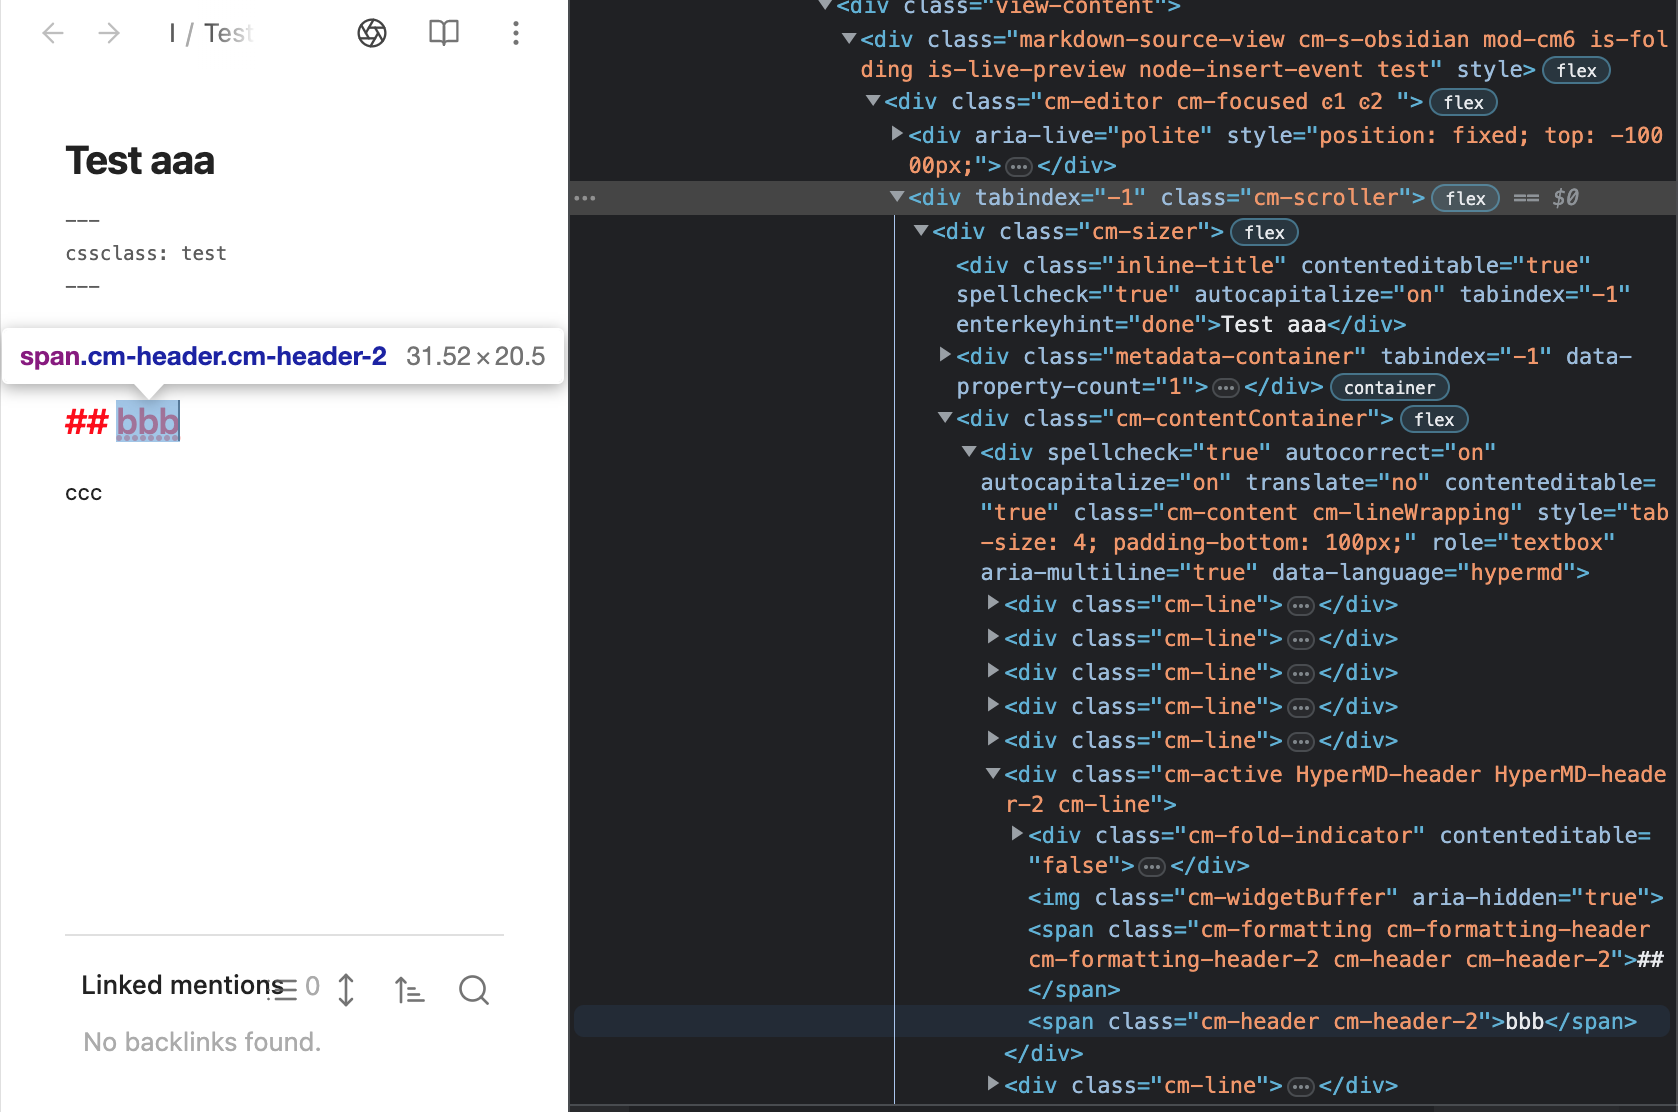 I / Test
Test aaa
---
cssclass: test
---
span.cm-header.cm-header-2 31.52 × 20.5
## bbb
ccc
Linked mentions 0
No backlinks found.
<div class="view-content">
<div class="markdown-source-view cm-s-obsidian mod-cm6 is-fol
ding is-live-preview node-insert-event test" style> flex
<div class="cm-editor cm-focused ͼ1 ͼ2 "> flex
<div aria-live="polite" style="position: fixed; top: -100
00px;">…</div>
… <div tabindex="-1" class="cm-scroller"> flex == $0
<div class="cm-sizer"> flex
<div class="inline-title" contenteditable="true"
spellcheck="true" autocapitalize="on" tabindex="-1"
enterkeyhint="done">Test aaa</div>
<div class="metadata-container" tabindex="-1" data-
property-count="1">…</div> container
<div class="cm-contentContainer"> flex
<div spellcheck="true" autocorrect="on"
autocapitalize="on" translate="no" contenteditable=
"true" class="cm-content cm-lineWrapping" style="tab
-size: 4; padding-bottom: 100px;" role="textbox"
aria-multiline="true" data-language="hypermd">
<div class="cm-line">…</div>
<div class="cm-line">…</div>
<div class="cm-line">…</div>
<div class="cm-line">…</div>
<div class="cm-line">…</div>
<div class="cm-active HyperMD-header HyperMD-heade
r-2 cm-line">
<div class="cm-fold-indicator" contenteditable=
"false">…</div>
<img class="cm-widgetBuffer" aria-hidden="true">
<span class="cm-formatting cm-formatting-header
cm-formatting-header-2 cm-header cm-header-2">##
</span>
<span class="cm-header cm-header-2">bbb</span>
</div>
<div class="cm-line">…</div>